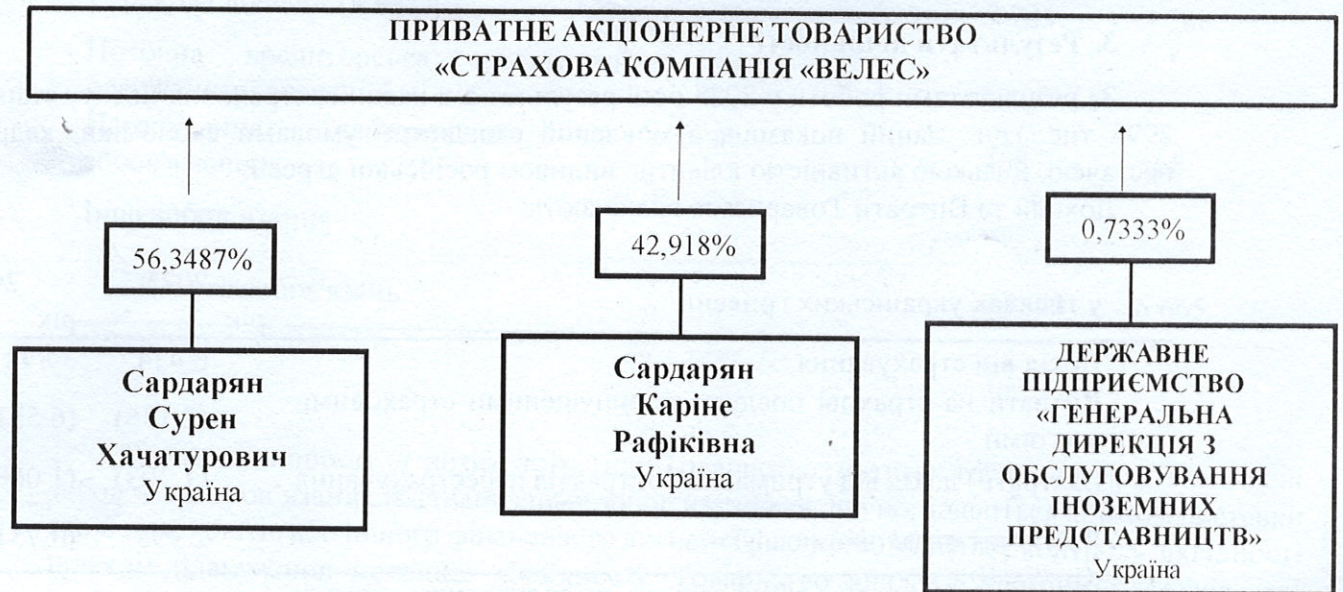 ПРИВАТНЕ АКЦІОНЕРНЕ ТОВАРИСТВО
«СТРАХОВА КОМПАНІЯ «ВЕЛЕС»
56,3487%
42,918%
0,7333%
Сардарян
Сурен
Хачатурович
Україна
Сардарян
Каріне
Рафіківна
Україна
ДЕРЖАВНЕ
ПІДПРИЄМСТВО
«ГЕНЕРАЛЬНА
ДИРЕКЦІЯ З
ОБСЛУГОВУВАННЯ
ІНОЗЕМНИХ
ПРЕДСТАВНИЦТВ»
Україна